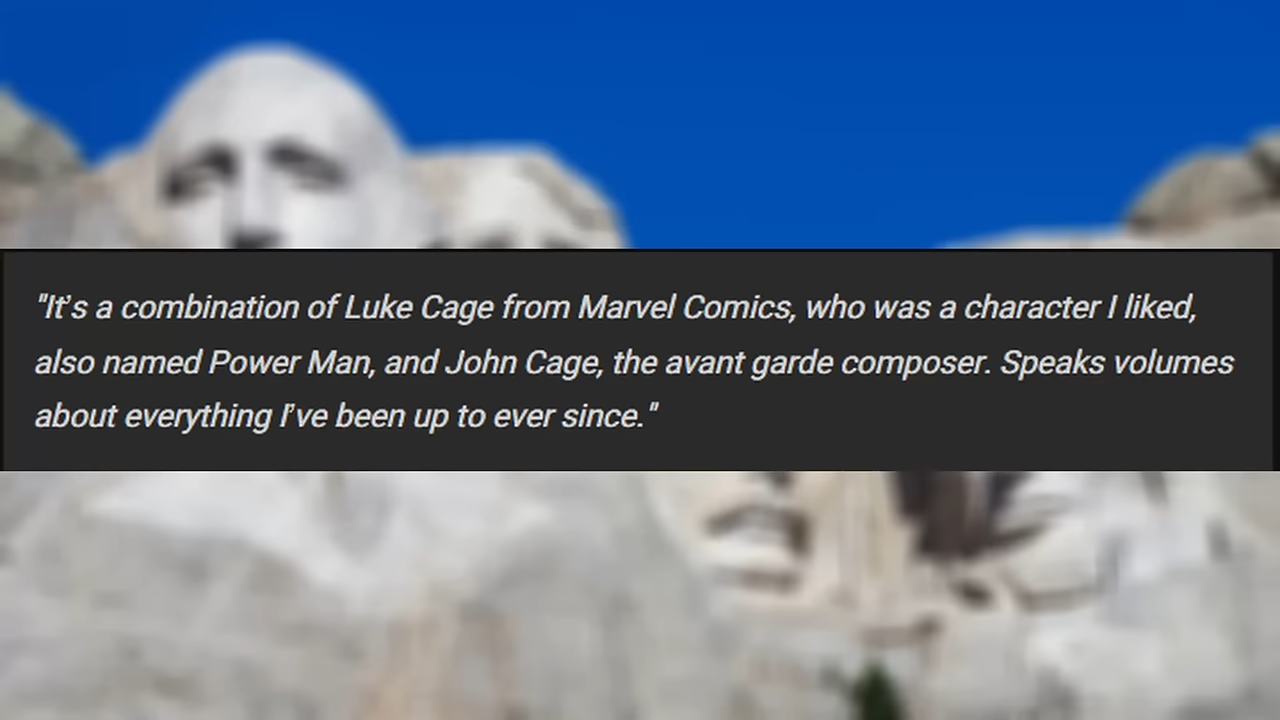 "It's a combination of Luke Cage from Marvel Comics, who was a character I liked,
also named Power Man, and John Cage, the avant garde composer. Speaks volumes
about everything I've been up to ever since."